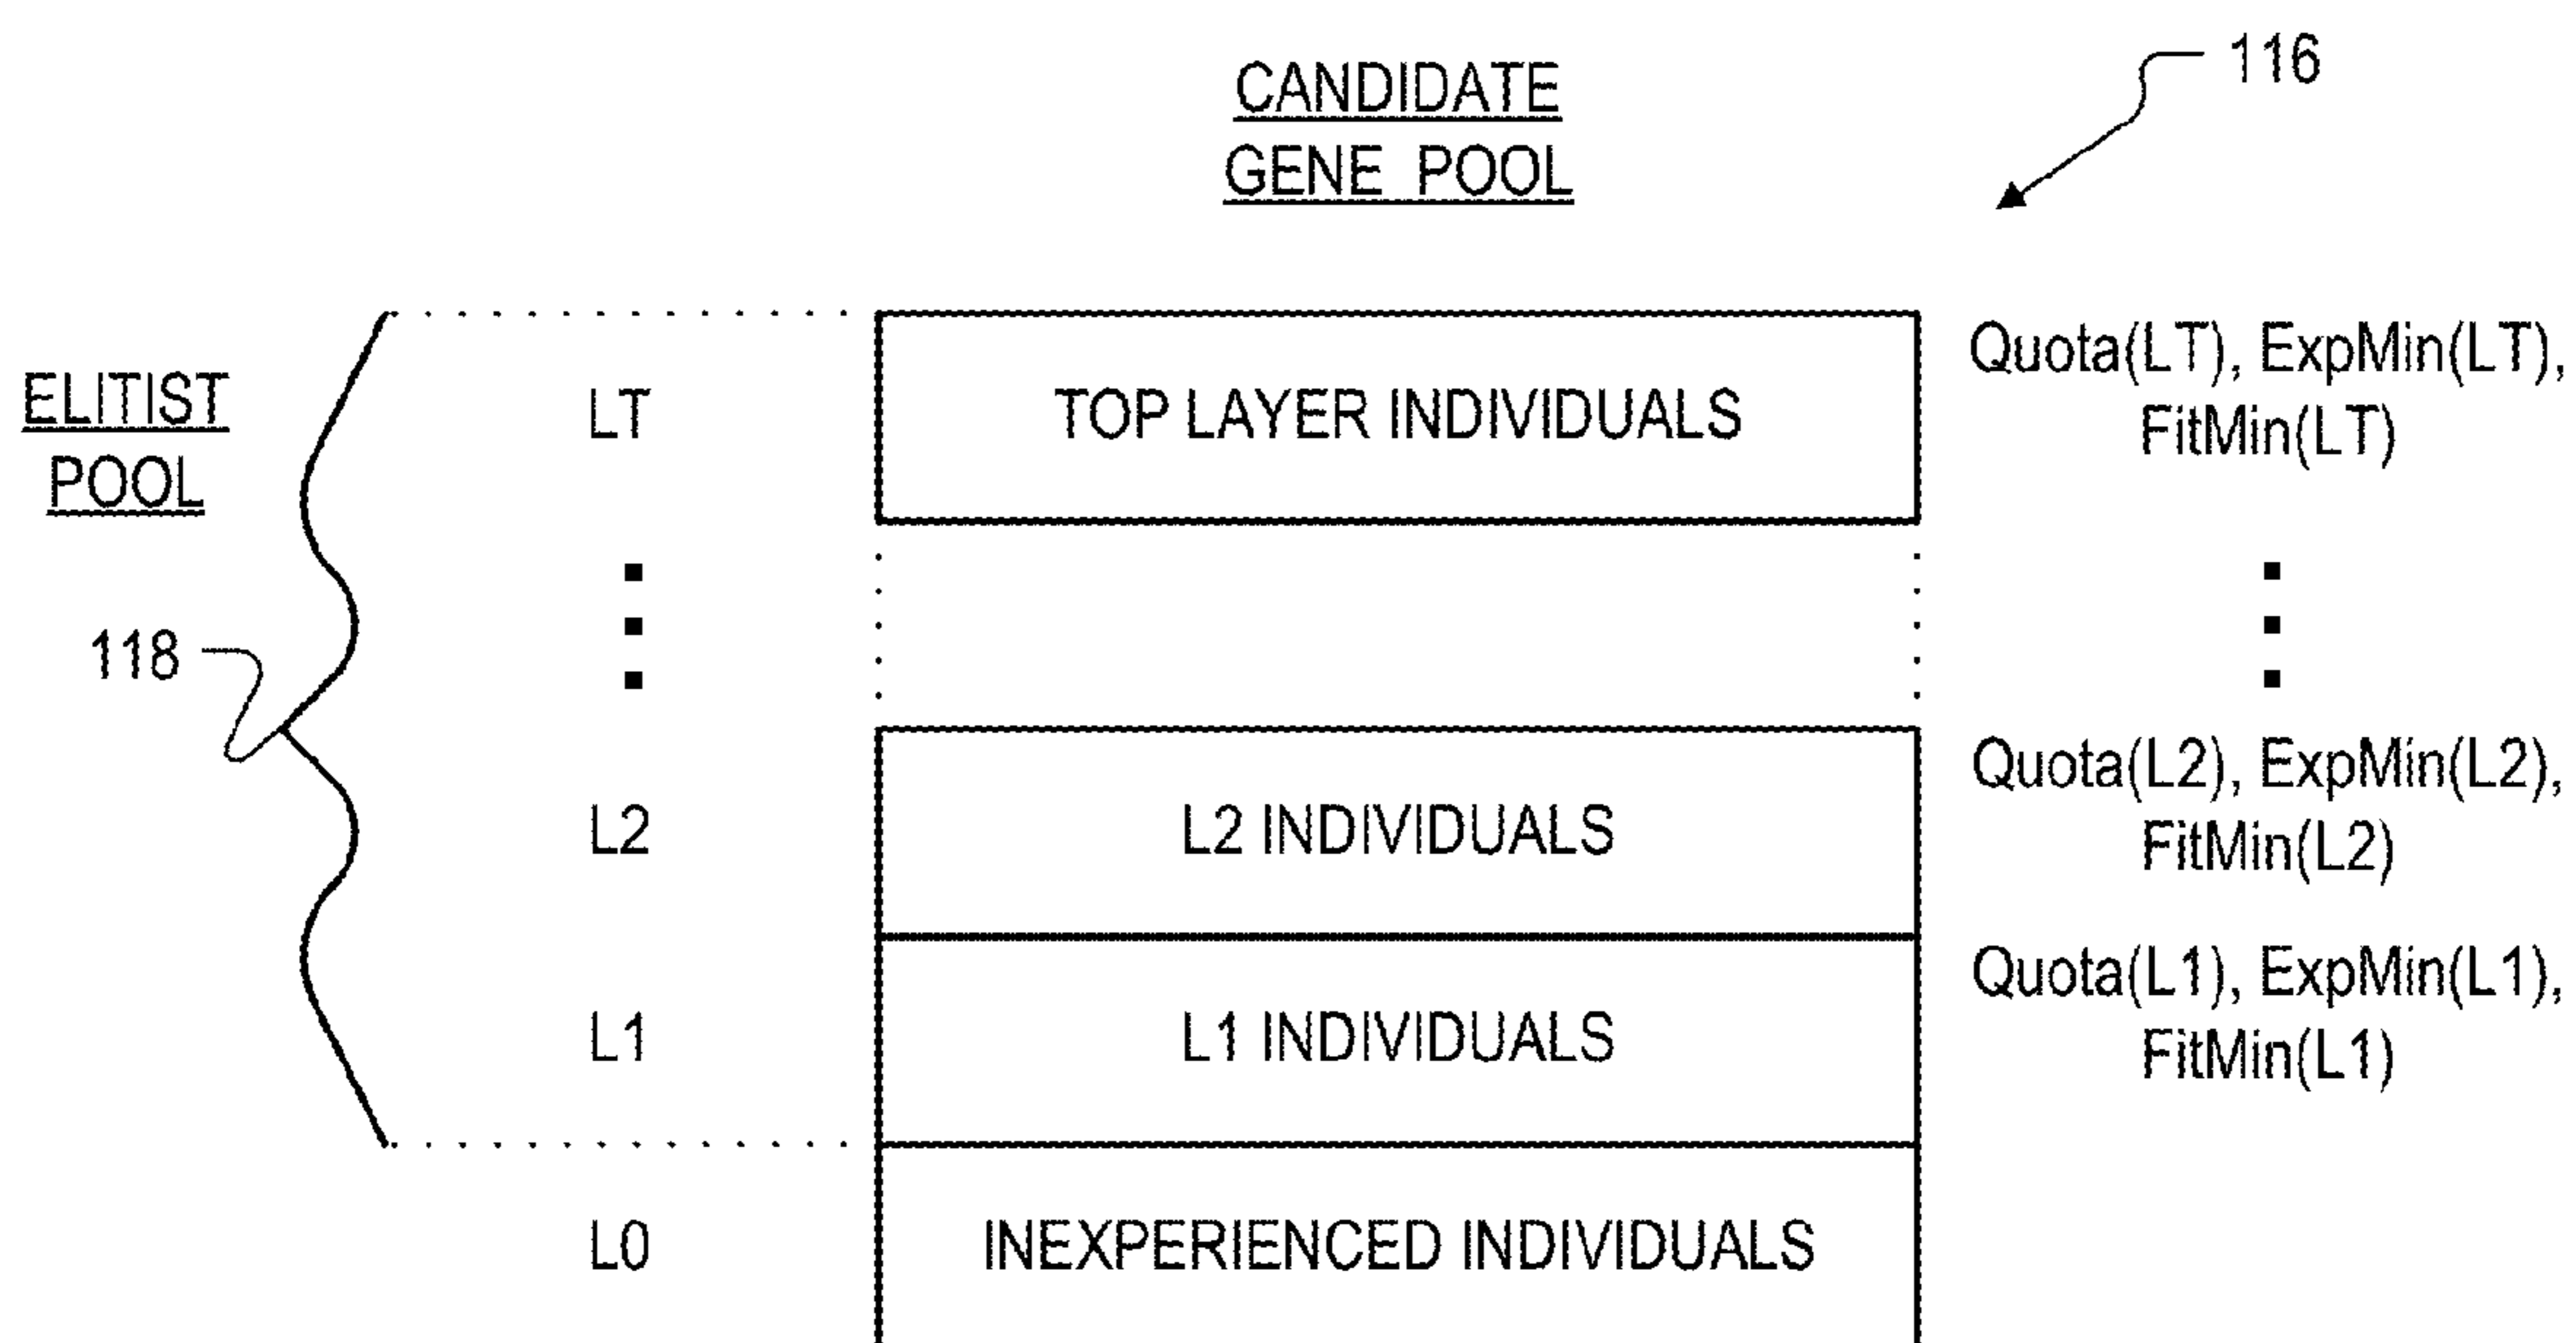 116
CANDIDATE
GENE POOL
ELITIST
POOL
118
LT
TOP LAYER INDIVIDUALS
Quota(LT), ExpMin(LT),
FitMin(LT)
L2
L2 INDIVIDUALS
Quota(L2), ExpMin(L2),
FitMin(L2)
L1
L1 INDIVIDUALS
Quota(L1), ExpMin(L1),
FitMin(L1)
L0
INEXPERIENCED INDIVIDUALS